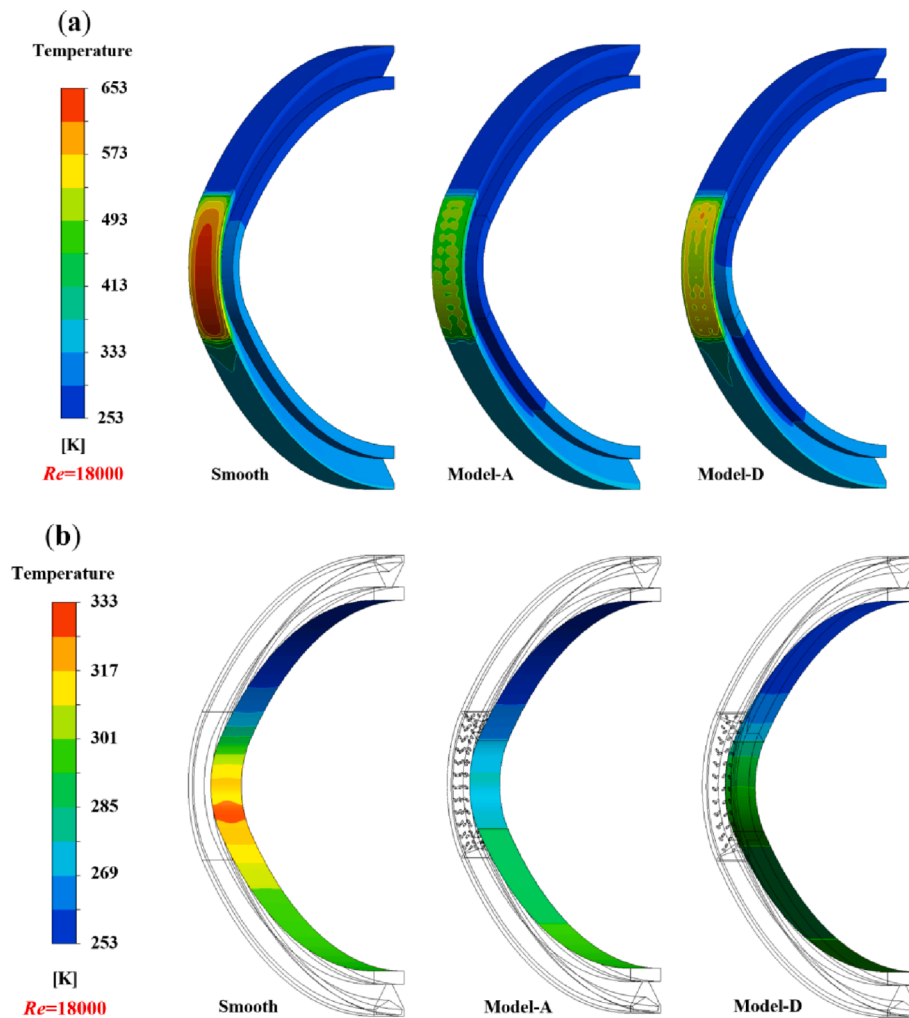 (a)
Temperature
653
573
493
413
333
253
[K]
Re=18000
Smooth
Model-A
Model-D
(b)
Temperature
333
317
301
285
269
253
[K]
Re=18000
Smooth
Model-A
Model-D